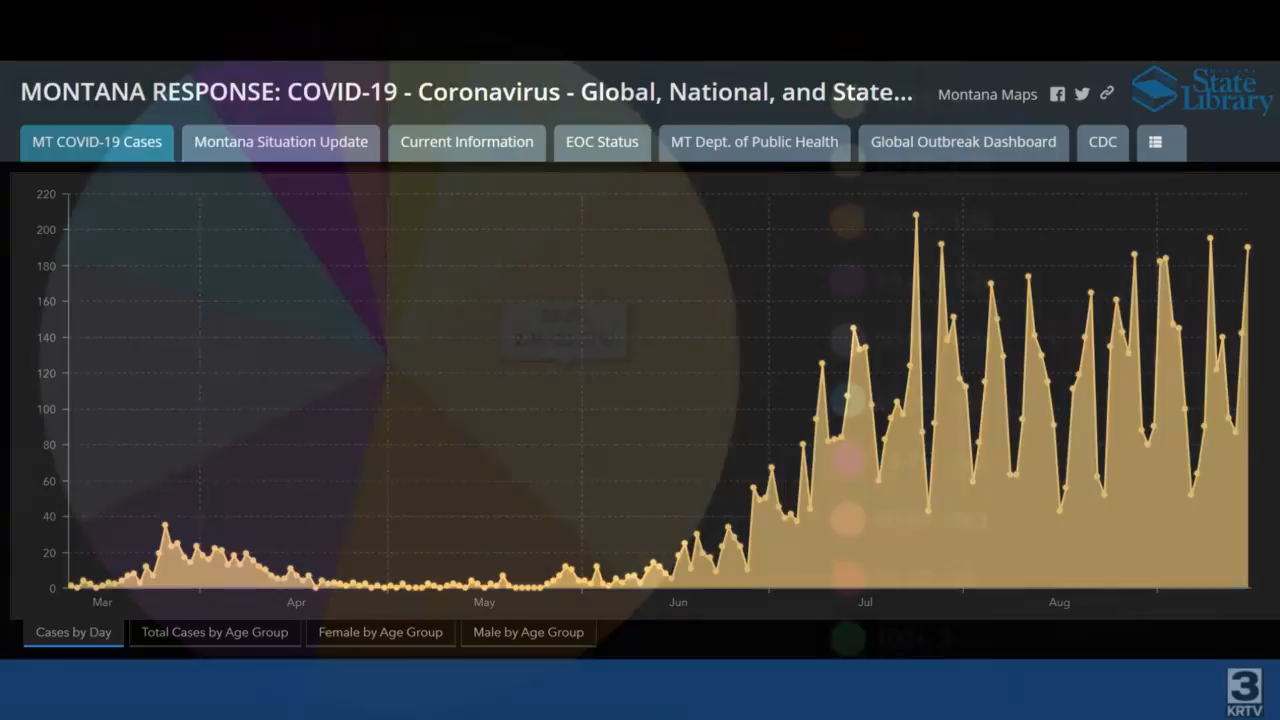 MONTANA RESPONSE: COVID-19 - Coronavirus - Global, National, and State...
Montana Maps
MONTANA
State Library
MT COVID-19 Cases
Montana Situation Update
Current Information
EOC Status
MT Dept. of Public Health
Global Outbreak Dashboard
CDC
220
200
180
160
140
120
100
80
60
40
20
0
Mar Apr May Jun Jul Aug
Cases by Day
Total Cases by Age Group
Female by Age Group
Male by Age Group
3
KRTV